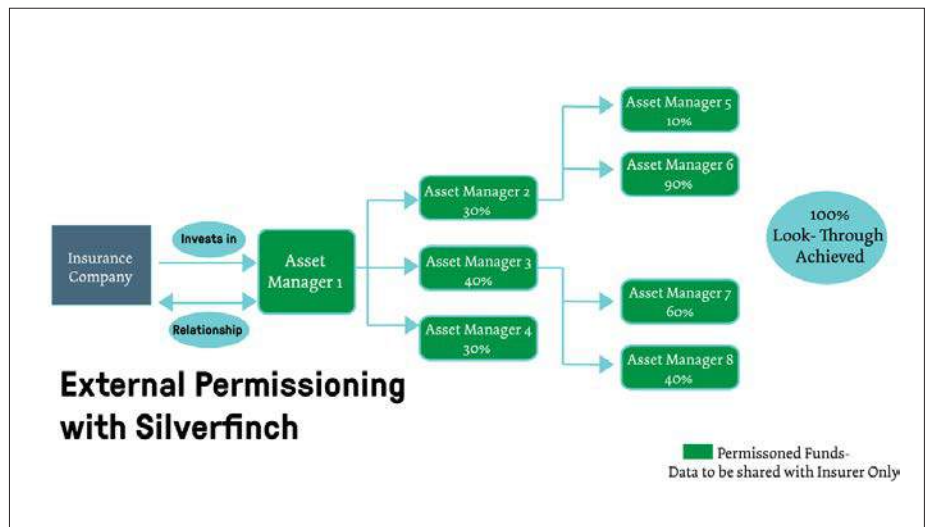 Asset Manager 5
10%
Asset Manager 6
90%
Asset Manager 2
30%
100%
Look- Through
Achieved
Invests in
Insurance
Company
Asset
Manager 1
Asset Manager 3
40%
Asset Manager 7
60%
Relationship
Asset Manager 4
30%
Asset Manager 8
40%
External Permissioning
with Silverfinch
Permissoned Funds-
Data to be shared with Insurer Only